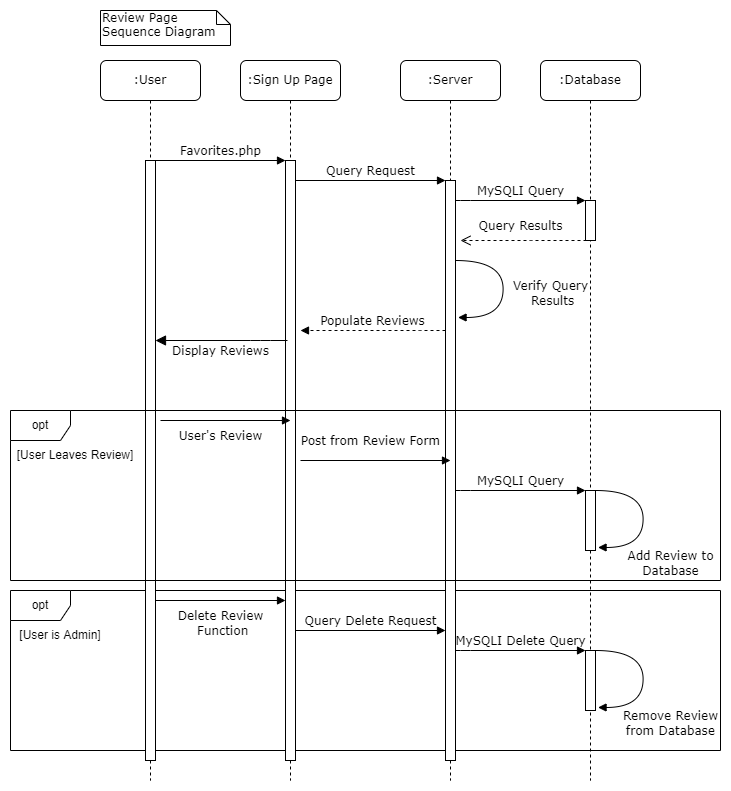 Review Page
Sequence Diagram
:User
:Sign Up Page
:Server
:Database
Favorites.php
Query Request
MySQLI Query
Query Results
Verify Query
Results
Populate Reviews
Display Reviews
opt
[User Leaves Review]
User's Review
Post from Review Form
MySQLI Query
Add Review to
Database
opt
[User is Admin]
Delete Review
Function
Query Delete Request
MySQLI Delete Query
Remove Review
from Database